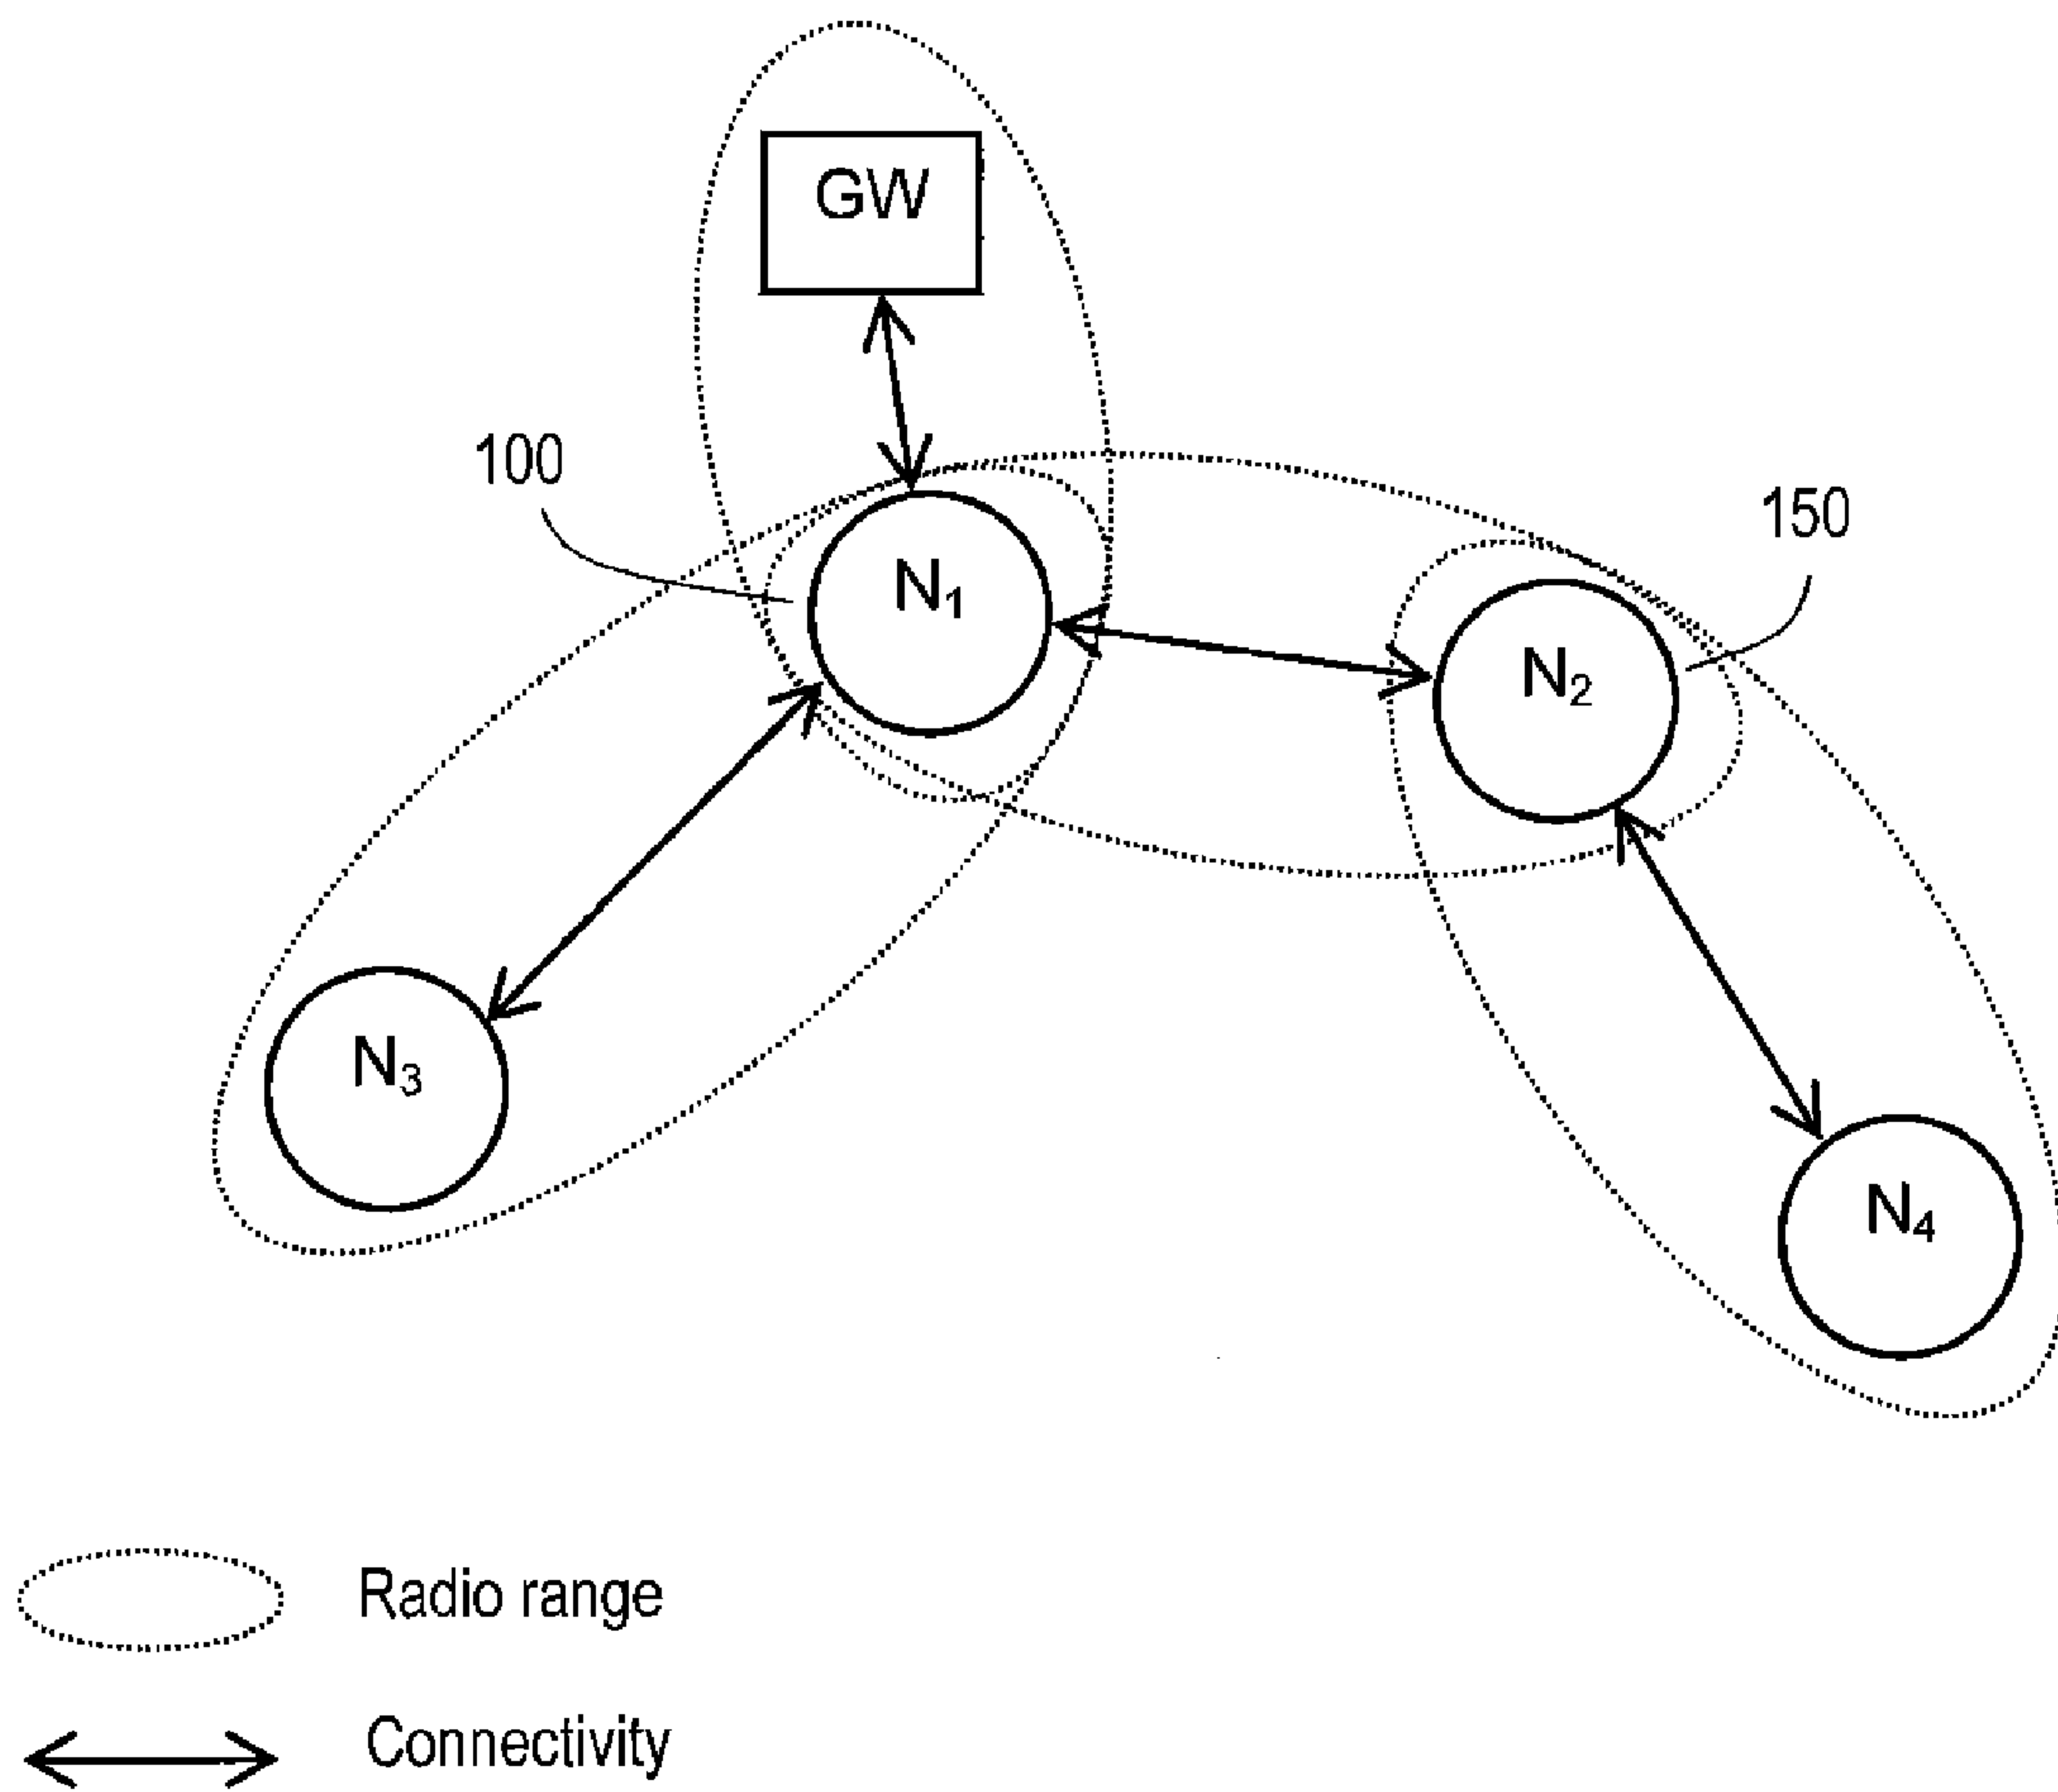 GW
100
150
N₁
N₂
N₃
N₄
Radio range
Connectivity